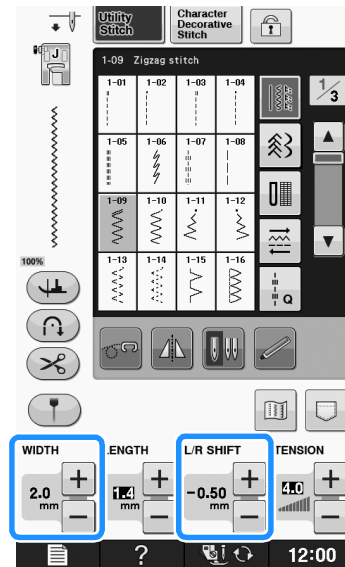 Utility
Stitch
Character
Decorative
Stitch
J
1-09 Zigzag stitch
1-01 1-02 1-03 1-04
1/3
1-05 1-06 1-07 1-08
1-09 1-10 1-11 1-12
1-13 1-14 1-15 1-16
Q
100%
WIDTH LENGTH L/R SHIFT TENSION
2.0 mm + −
1.4 mm + −
-0.50 mm + −
4.0 + −
? 12:00